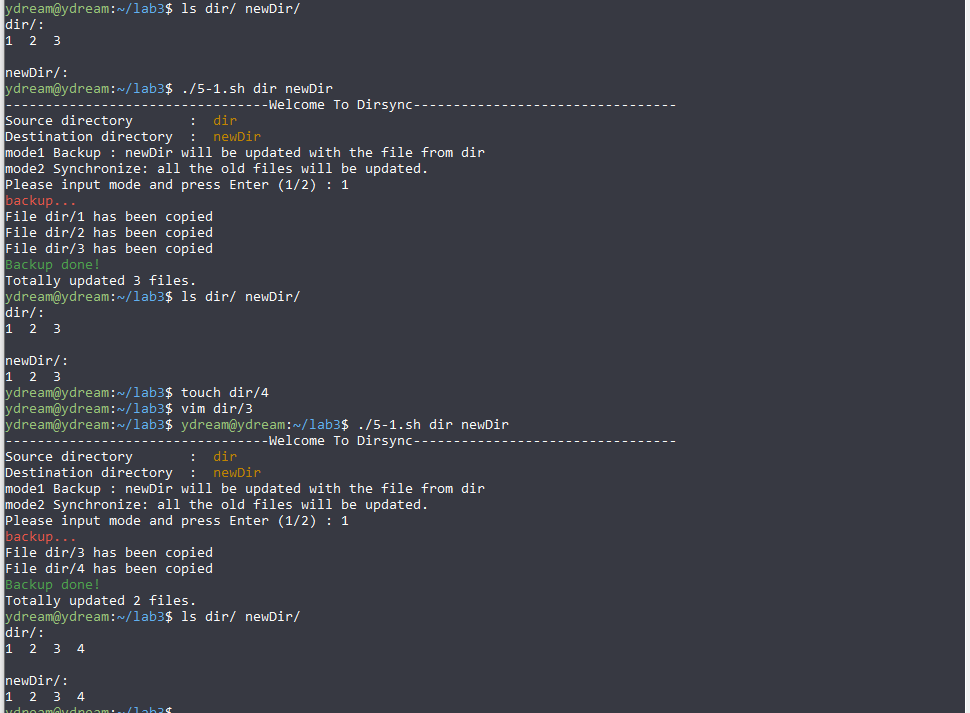 ydream@ydream:~/lab3$ ls dir/ newDir/
dir/:
1  2  3

newDir/:
ydream@ydream:~/lab3$ ./5-1.sh dir newDir
---------------------------------Welcome To Dirsync---------------------------------
Source directory       :  dir
Destination directory  :  newDir
mode1 Backup : newDir will be updated with the file from dir
mode2 Synchronize: all the old files will be updated.
Please input mode and press Enter (1/2) : 1
backup...
File dir/1 has been copied
File dir/2 has been copied
File dir/3 has been copied
Backup done!
Totally updated 3 files.
ydream@ydream:~/lab3$ ls dir/ newDir/
dir/:
1  2  3

newDir/:
1  2  3
ydream@ydream:~/lab3$ touch dir/4
ydream@ydream:~/lab3$ vim dir/3
ydream@ydream:~/lab3$ ydream@ydream:~/lab3$ ./5-1.sh dir newDir
---------------------------------Welcome To Dirsync---------------------------------
Source directory       :  dir
Destination directory  :  newDir
mode1 Backup : newDir will be updated with the file from dir
mode2 Synchronize: all the old files will be updated.
Please input mode and press Enter (1/2) : 1
backup...
File dir/3 has been copied
File dir/4 has been copied
Backup done!
Totally updated 2 files.
ydream@ydream:~/lab3$ ls dir/ newDir/
dir/:
1  2  3  4

newDir/:
1  2  3  4
ydream@ydream:~/lab3$